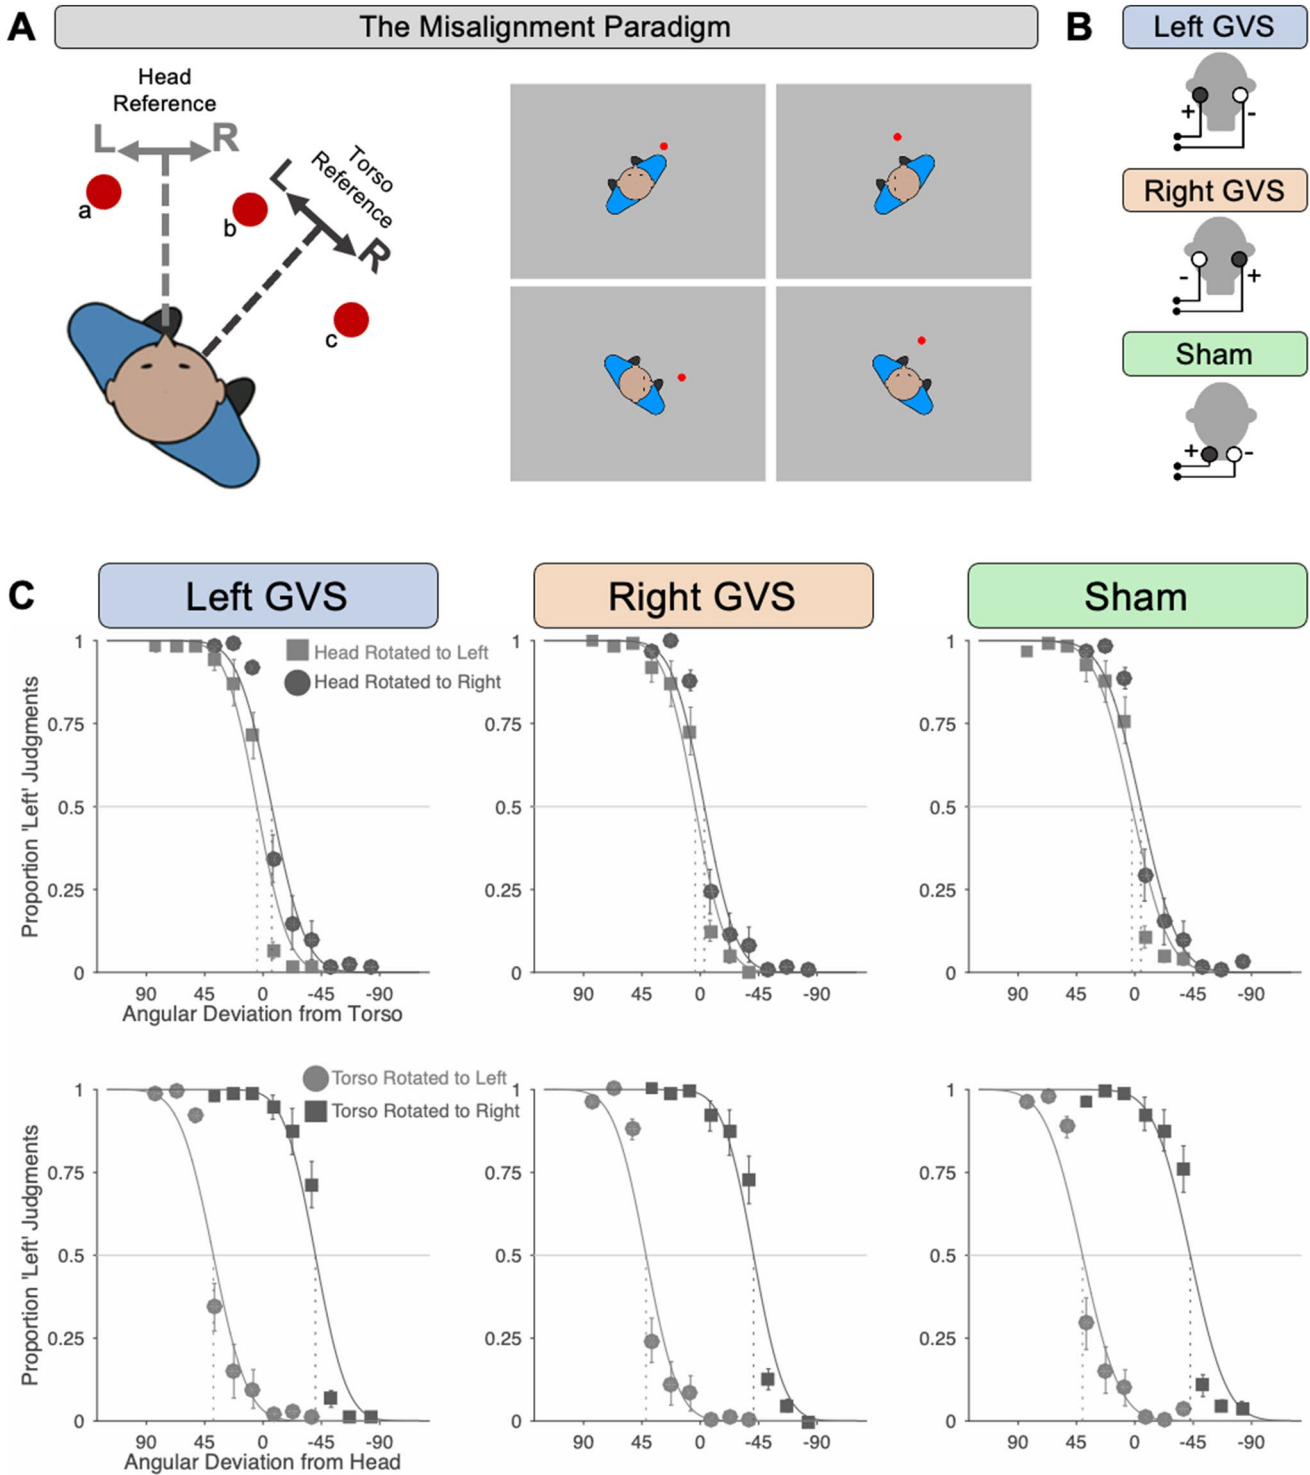 A
The Misalignment Paradigm
B
Left GVS
Head
Reference
L
R
Torso
Reference
L
R
a
b
c
+
-
Right GVS
-
+
Sham
+
-
C
Left GVS
Right GVS
Sham
Proportion 'Left' Judgments
1
0.75
0.5
0.25
0
Head Rotated to Left
Head Rotated to Right
90 45 0 -45 -90
Angular Deviation from Torso
1
0.75
0.5
0.25
0
90 45 0 -45 -90
1
0.75
0.5
0.25
0
90 45 0 -45 -90
Proportion 'Left' Judgments
1
0.75
0.5
0.25
0
Torso Rotated to Left
Torso Rotated to Right
90 45 0 -45 -90
Angular Deviation from Head
1
0.75
0.5
0.25
0
90 45 0 -45 -90
1
0.75
0.5
0.25
0
90 45 0 -45 -90